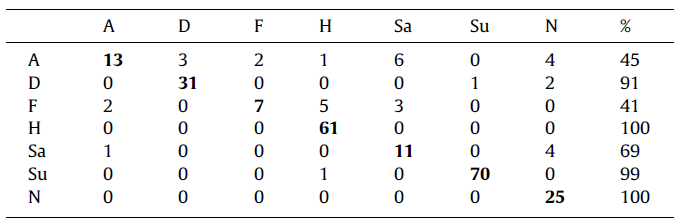 A D F H Sa Su N %
A 13 3 2 1 6 0 4 45
D 0 31 0 0 0 1 2 91
F 2 0 7 5 3 0 0 41
H 0 0 0 61 0 0 0 100
Sa 1 0 0 0 11 0 4 69
Su 0 0 0 1 0 70 0 99
N 0 0 0 0 0 0 25 100